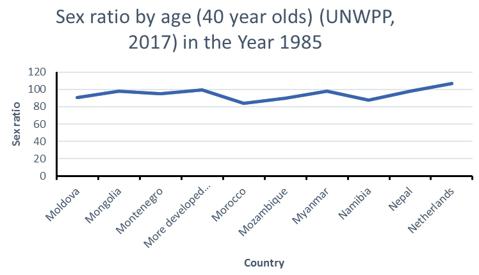 Sex ratio by age (40 year olds) (UNWPP,
2017) in the Year 1985
120
100
80
60
40
20
0
Sex ratio
Moldova
Mongolia
Montenegro
More developed...
Morocco
Mozambique
Myanmar
Namibia
Nepal
Netherlands
Country